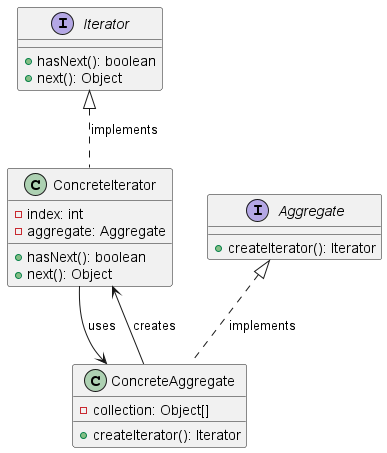 I Iterator
hasNext(): boolean
next(): Object
implements
C ConcreteIterator
index: int
aggregate: Aggregate
hasNext(): boolean
next(): Object
I Aggregate
createIterator(): Iterator
uses
creates
implements
C ConcreteAggregate
collection: Object[]
createIterator(): Iterator